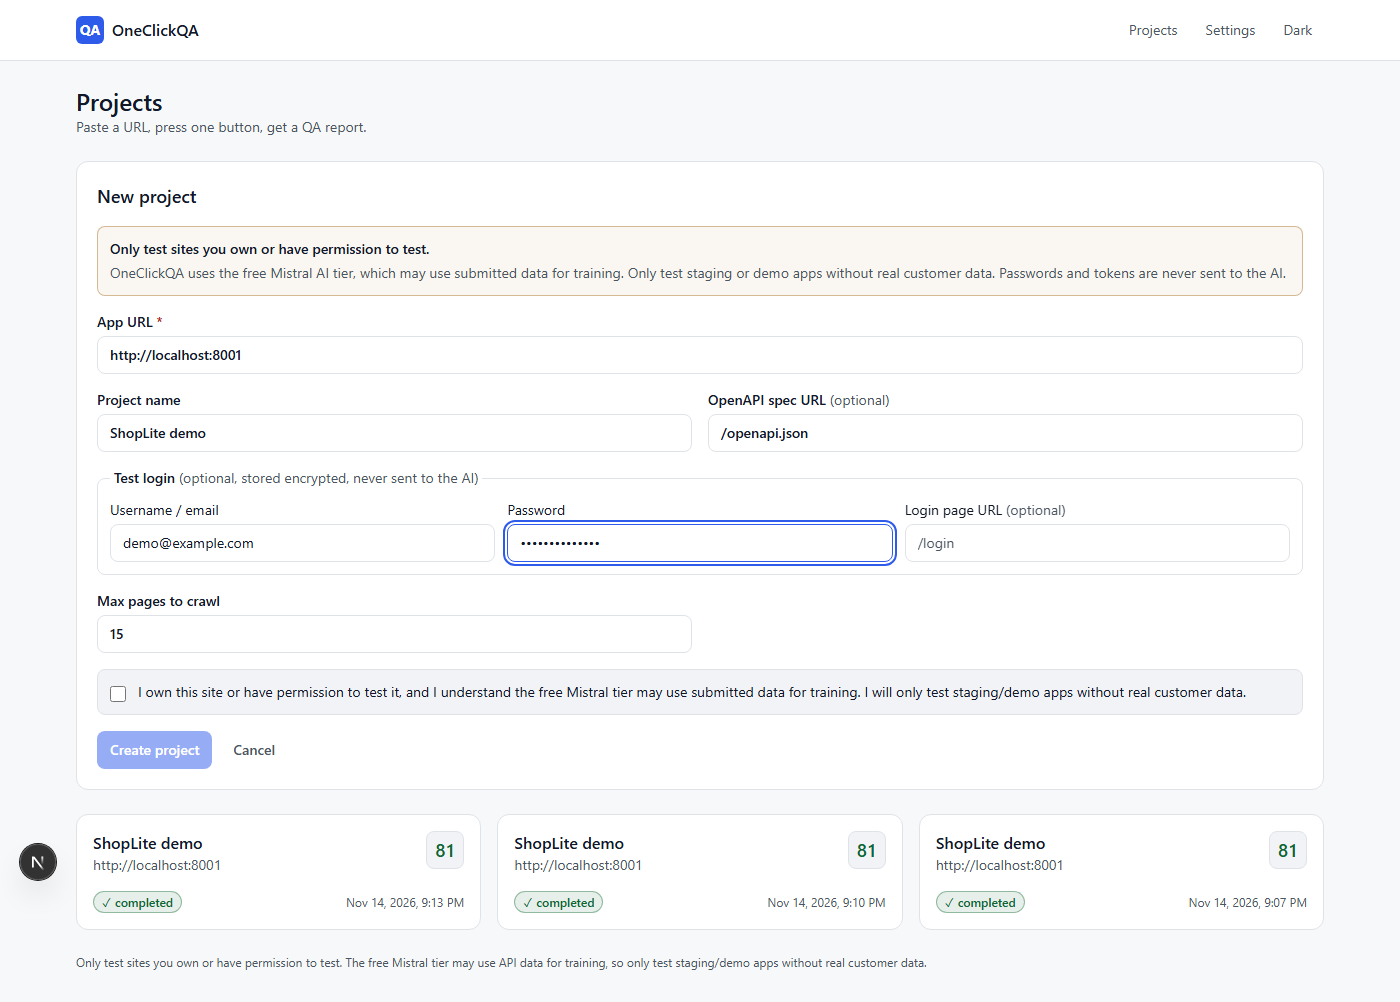 QA OneClickQA Projects Settings Dark
Projects
Paste a URL, press one button, get a QA report.
New project
Only test sites you own or have permission to test.
OneClickQA uses the free Mistral AI tier, which may use submitted data for training. Only test staging or demo apps without real customer data. Passwords and tokens are never sent to the AI.
App URL *
http://localhost:8001
Project name OpenAPI spec URL (optional)
ShopLite demo /openapi.json
Test login (optional, stored encrypted, never sent to the AI)
Username / email Password Login page URL (optional)
demo@example.com •••••••••••••• /login
Max pages to crawl
15
I own this site or have permission to test it, and I understand the free Mistral tier may use submitted data for training. I will only test staging/demo apps without real customer data.
Create project Cancel
ShopLite demo 81 ShopLite demo 81 ShopLite demo 81
http://localhost:8001 http://localhost:8001 http://localhost:8001
N
✓ completed Nov 14, 2026, 9:13 PM ✓ completed Nov 14, 2026, 9:10 PM ✓ completed Nov 14, 2026, 9:07 PM
Only test sites you own or have permission to test. The free Mistral tier may use API data for training, so only test staging/demo apps without real customer data.